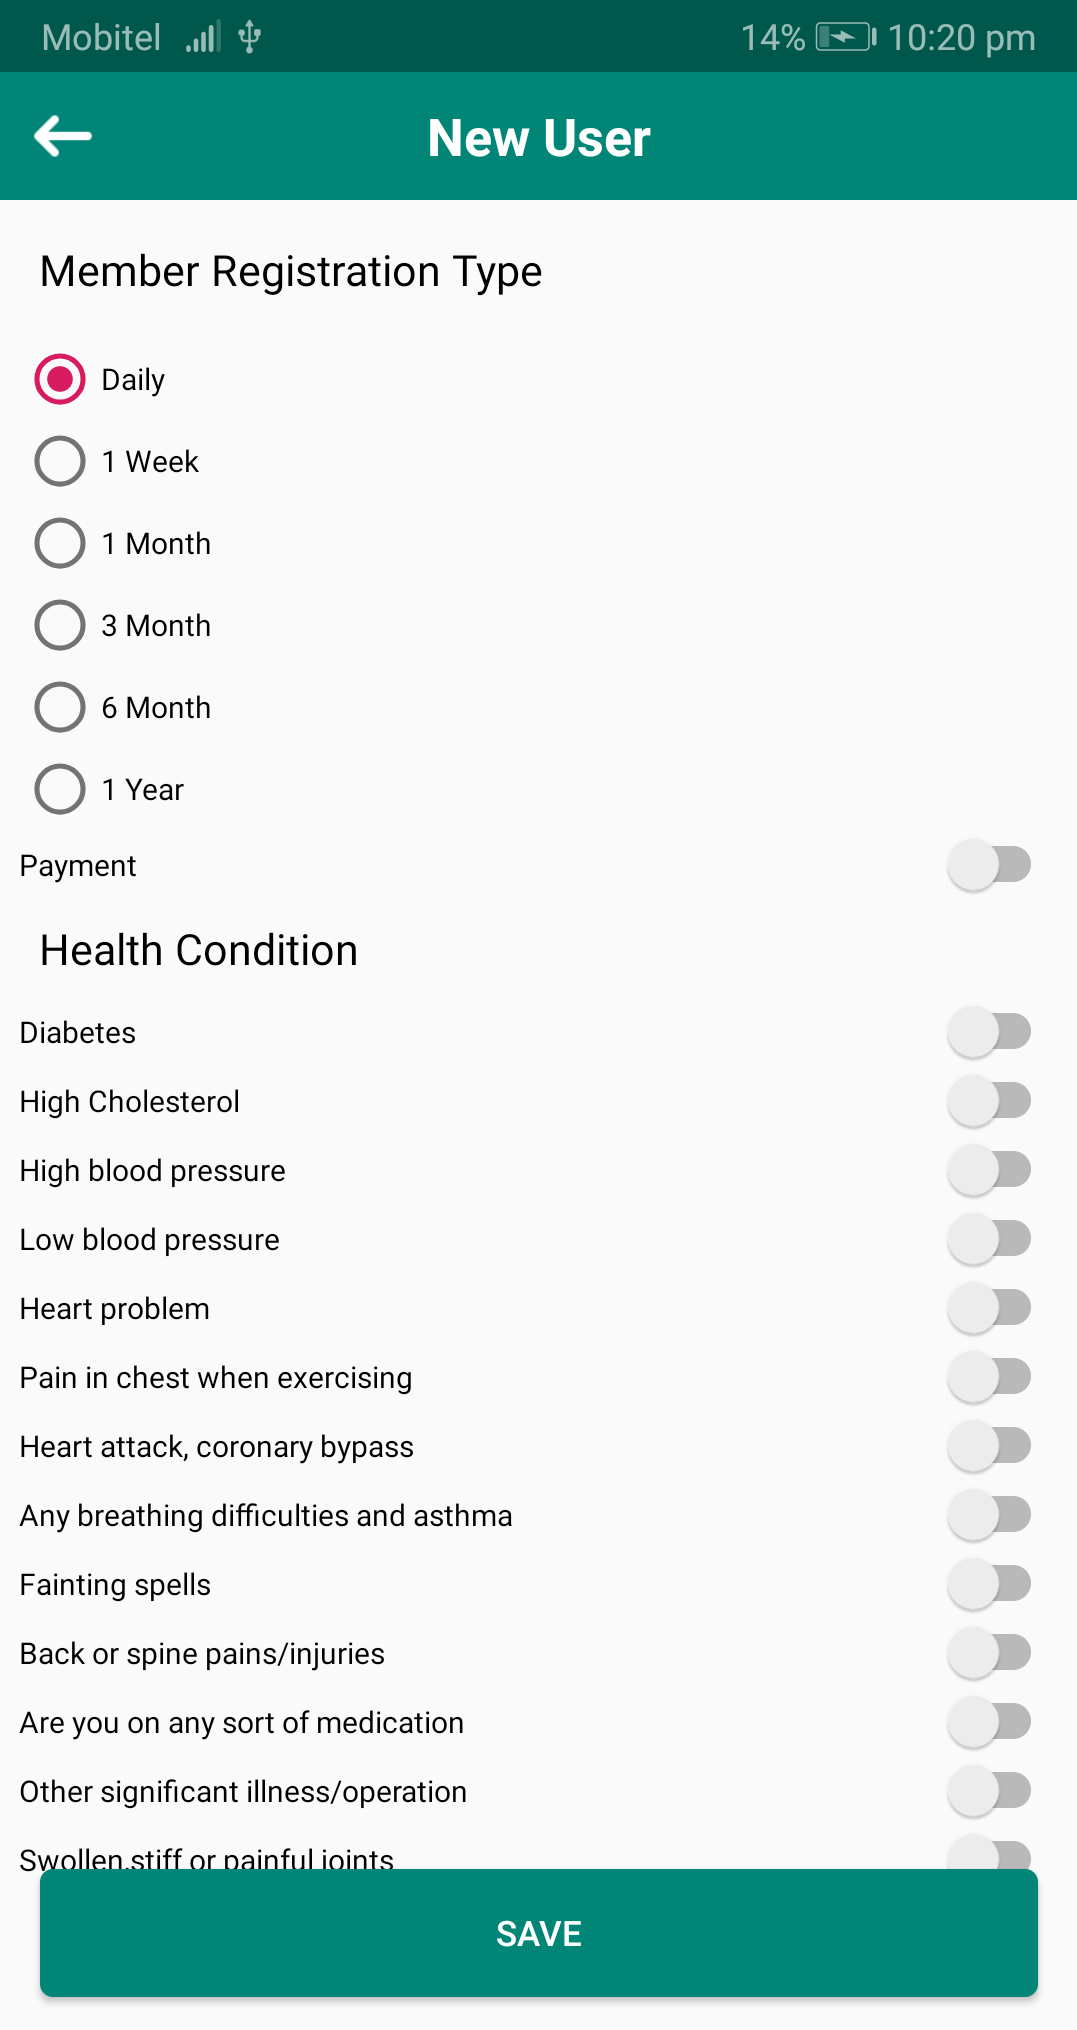 Mobitel 14% 10:20 pm
New User
Member Registration Type
Daily
1 Week
1 Month
3 Month
6 Month
1 Year
Payment
Health Condition
Diabetes
High Cholesterol
High blood pressure
Low blood pressure
Heart problem
Pain in chest when exercising
Heart attack, coronary bypass
Any breathing difficulties and asthma
Fainting spells
Back or spine pains/injuries
Are you on any sort of medication
Other significant illness/operation
Swollen,stiff or painful joints
SAVE